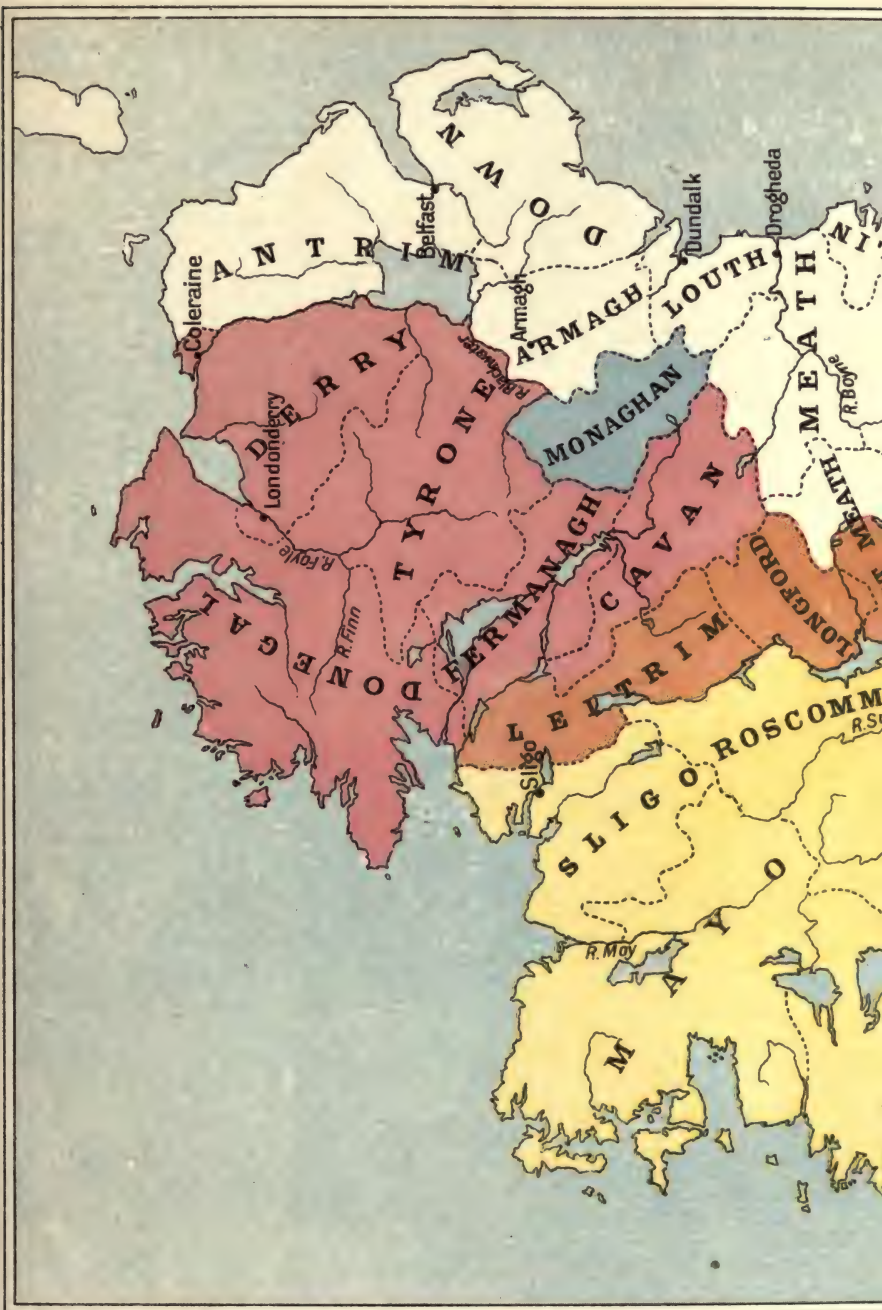 DOWN
ANTRIM
Belfast
Coleraine
Dundalk
Drogheda
Armagh
ARMAGH
LOUTH
MEATH
R. Boyne
R. Blackwater
DERRY
Londonderry
MONAGHAN
TYRONE
R. Foyle
R. Finn
DONEGAL
FERMANAGH
CAVAN
MEATH
LONGFORD
LEITRIM
Sligo
SLIGO
ROSCOMM
MAYO
R. Moy